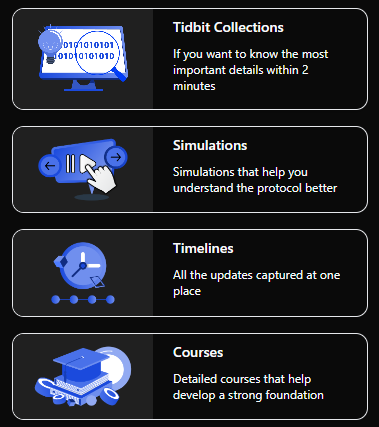 Tidbit Collections
If you want to know the most
important details within 2
minutes
Simulations
Simulations that help you
understand the protocol better
Timelines
All the updates captured at one
place
Courses
Detailed courses that help
develop a strong foundation